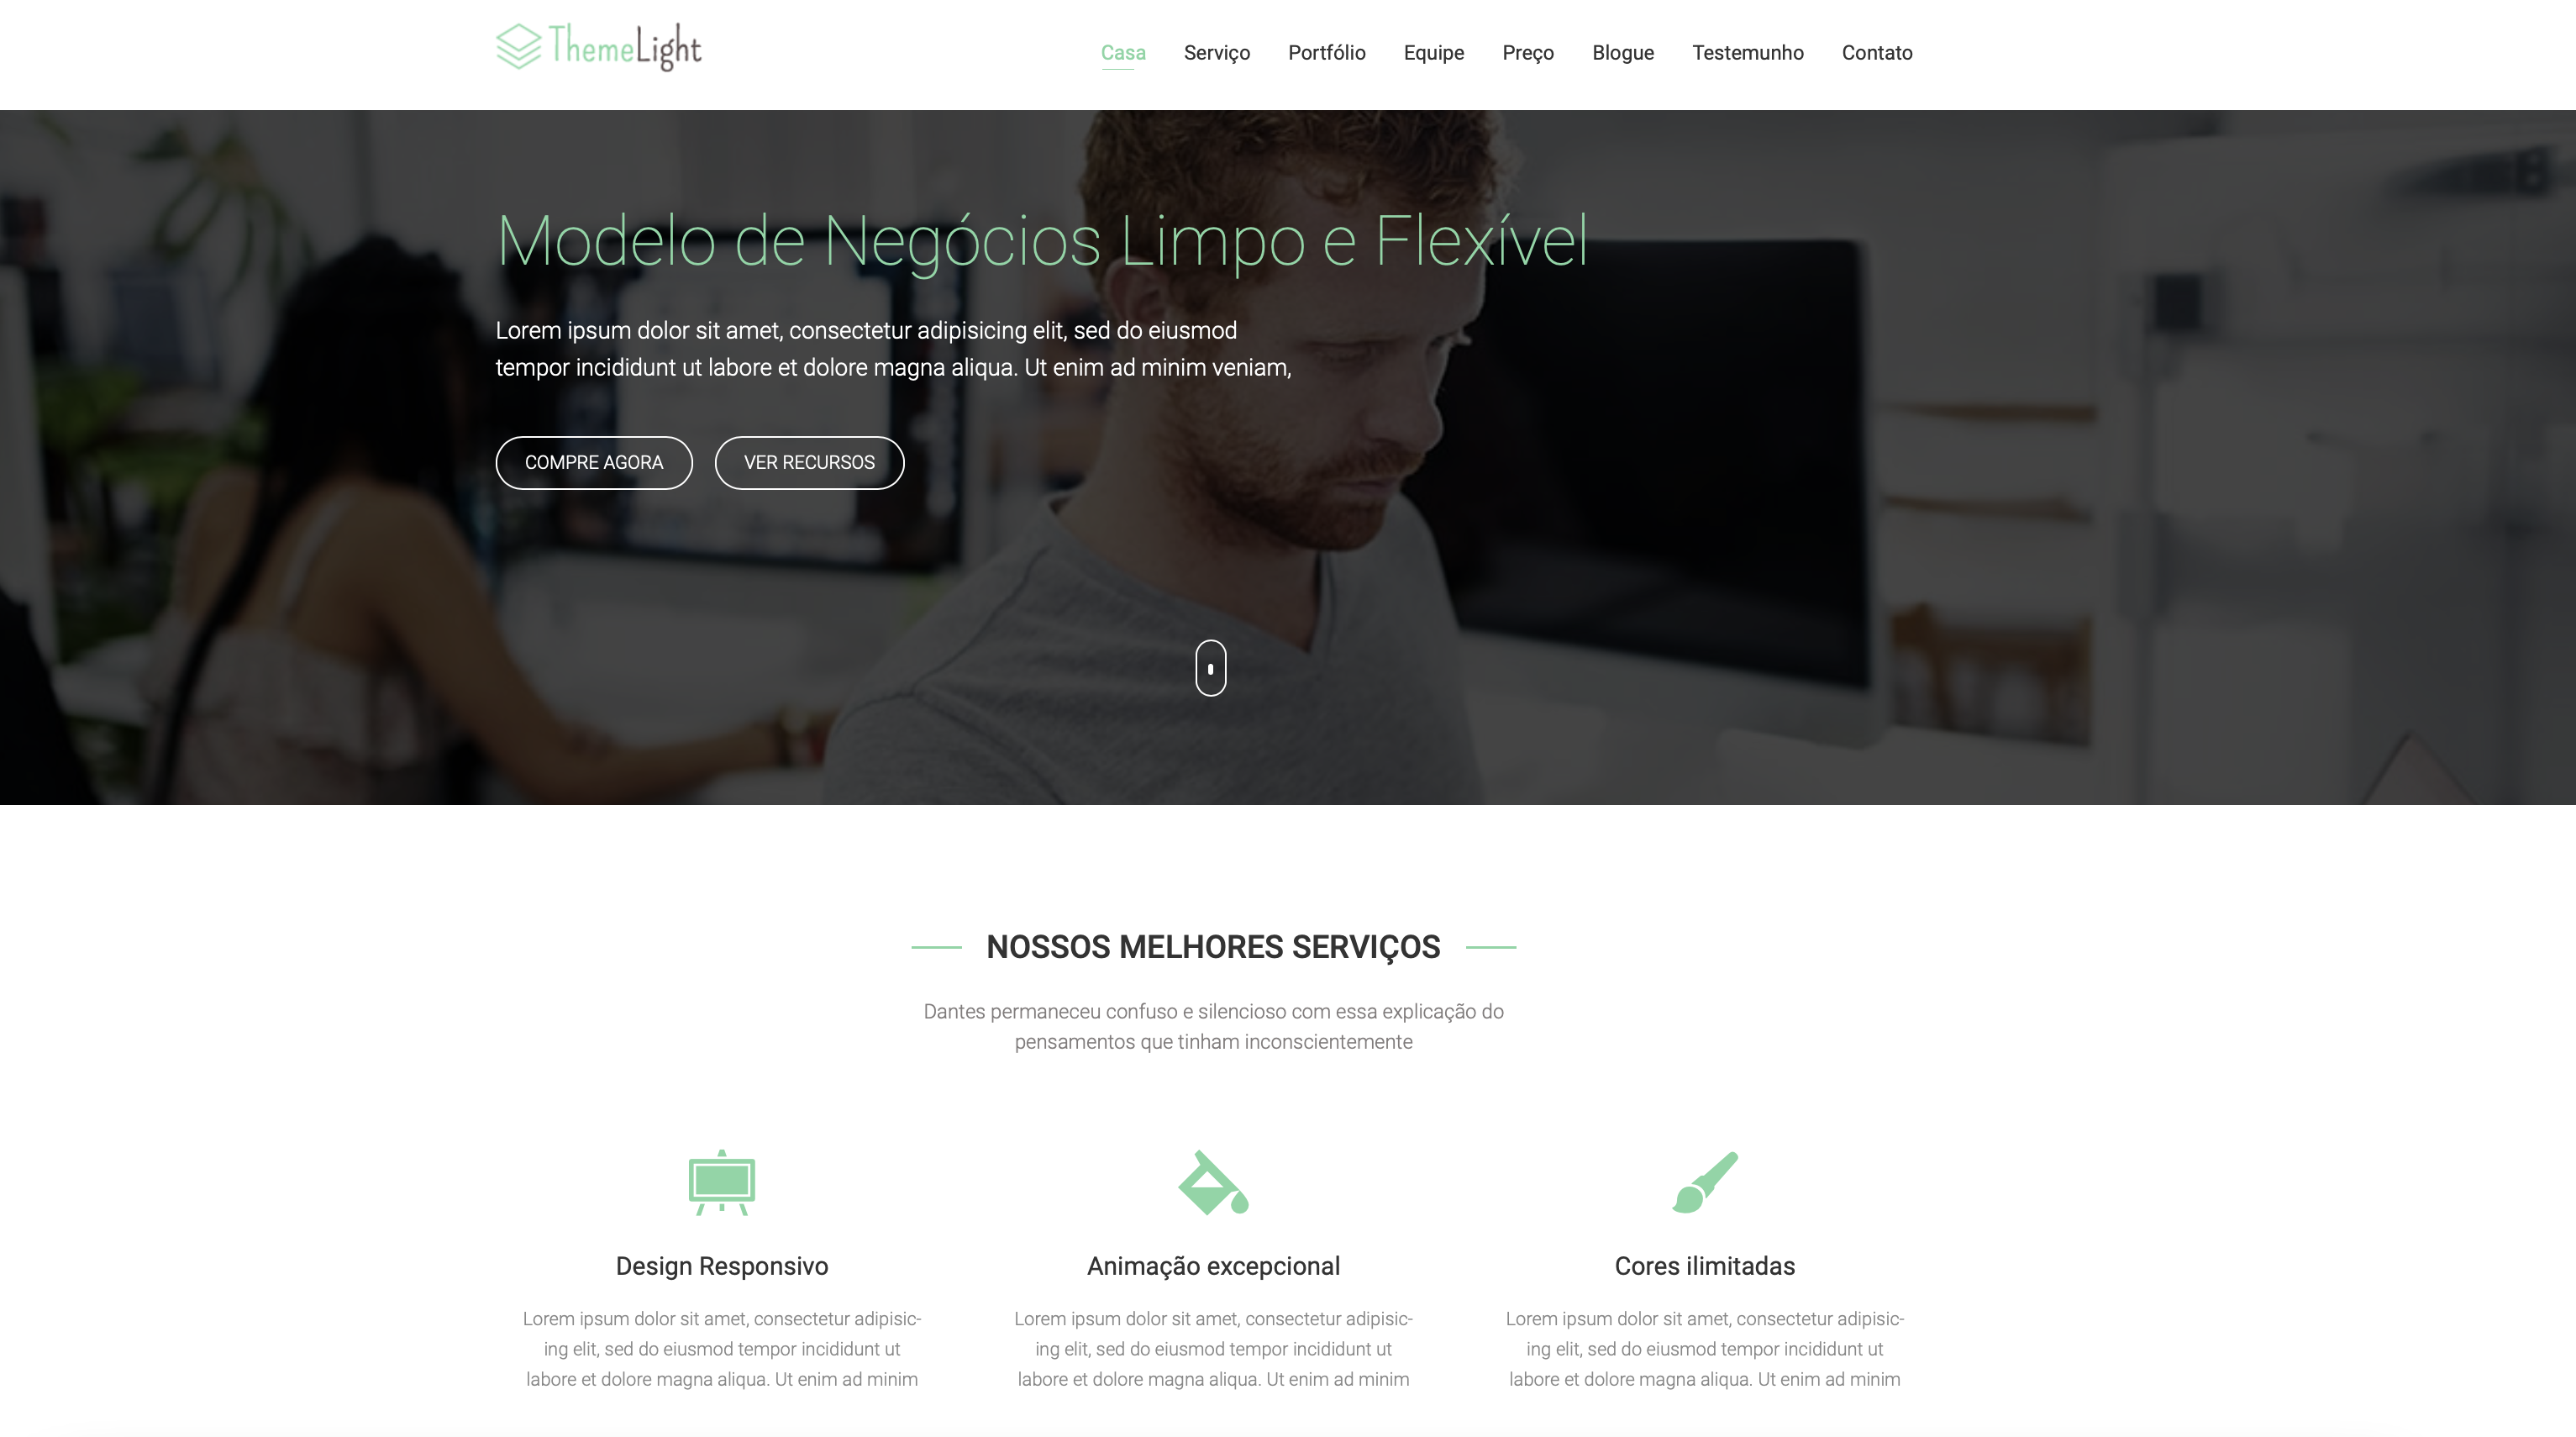 ThemeLight
Casa Serviço Portfólio Equipe Preço Blogue Testemunho Contato
Modelo de Negócios Limpo e Flexível
Lorem ipsum dolor sit amet, consectetur adipisicing elit, sed do eiusmod
tempor incididunt ut labore et dolore magna aliqua. Ut enim ad minim veniam,
COMPRE AGORA VER RECURSOS
NOSSOS MELHORES SERVIÇOS
Dantes permaneceu confuso e silencioso com essa explicação do
pensamentos que tinham inconscientemente
Design Responsivo
Lorem ipsum dolor sit amet, consectetur adipisic-
ing elit, sed do eiusmod tempor incididunt ut
labore et dolore magna aliqua. Ut enim ad minim
Animação excepcional
Lorem ipsum dolor sit amet, consectetur adipisic-
ing elit, sed do eiusmod tempor incididunt ut
labore et dolore magna aliqua. Ut enim ad minim
Cores ilimitadas
Lorem ipsum dolor sit amet, consectetur adipisic-
ing elit, sed do eiusmod tempor incididunt ut
labore et dolore magna aliqua. Ut enim ad minim